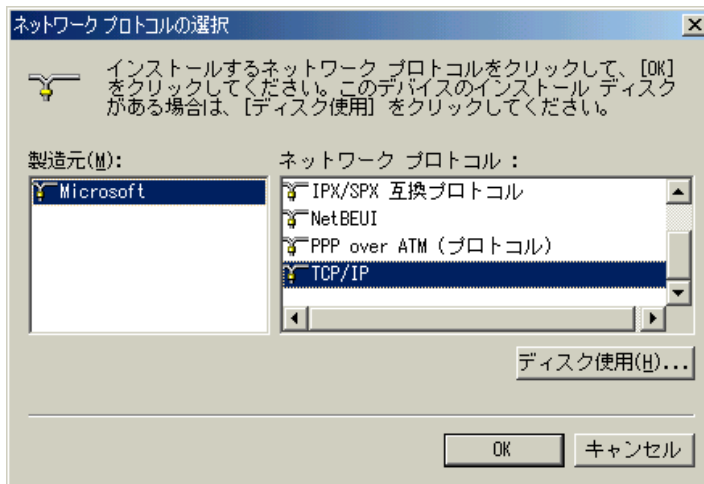 ネットワーク プロトコルの選択
インストールするネットワーク プロトコルをクリックして、[OK]
をクリックしてください。このデバイスのインストール ディスク
がある場合は、[ディスク使用] をクリックしてください。
製造元(M):
ネットワーク プロトコル :
Microsoft
IPX/SPX 互換プロトコル
NetBEUI
PPP over ATM (プロトコル)
TCP/IP
ディスク使用(H)...
OK
キャンセル